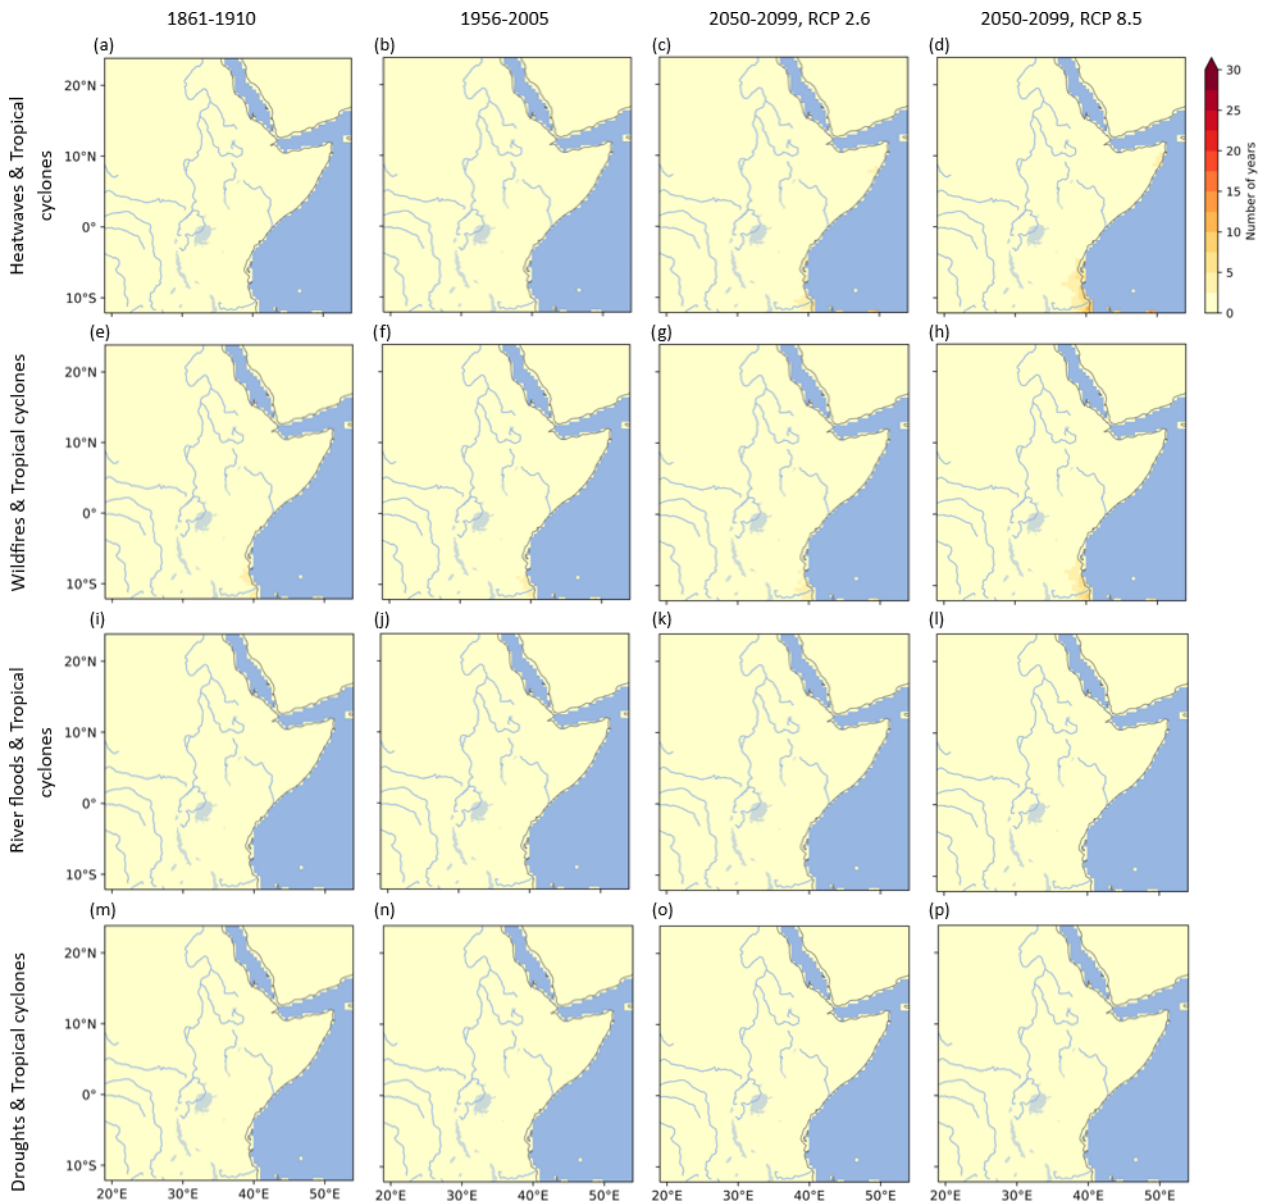 1861-1910
1956-2005
2050-2099, RCP 2.6
2050-2099, RCP 8.5
(a)
(b)
(c)
(d)
Heatwaves & Tropical
cyclones
20°N
10°N
0°
10°S
30
25
20
15
10
5
0
Number of years
(e)
(f)
(g)
(h)
Wildfires & Tropical cyclones
20°N
10°N
0°
10°S
(i)
(j)
(k)
(l)
River floods & Tropical
cyclones
20°N
10°N
0°
10°S
(m)
(n)
(o)
(p)
Droughts & Tropical cyclones
20°N
10°N
0°
10°S
20°E 30°E 40°E 50°E
20°E 30°E 40°E 50°E
20°E 30°E 40°E 50°E
20°E 30°E 40°E 50°E